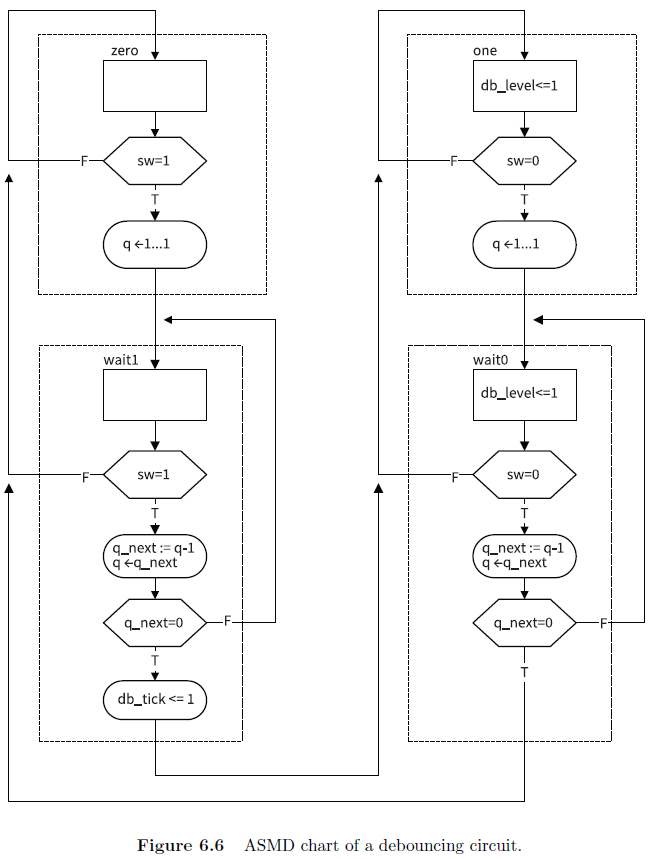 zero
sw=1
F
T
q ←1...1
wait1
sw=1
F
T
q_next := q-1
q ←q_next
q_next=0
F
T
db_tick <= 1
one
db_level<=1
sw=0
F
T
q ←1...1
wait0
db_level<=1
sw=0
F
T
q_next := q-1
q ←q_next
q_next=0
F
T
Figure 6.6 ASMD chart of a debouncing circuit.